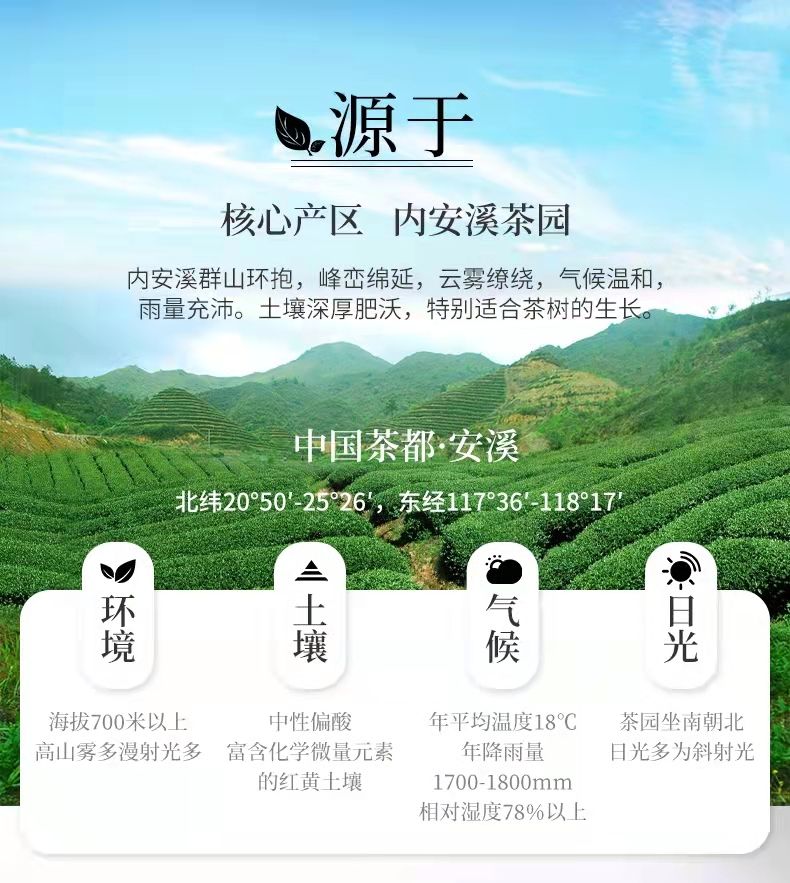 源于
核心产区 内安溪茶园
内安溪群山环抱，峰峦绵延，云雾缭绕，气候温和，
雨量充沛。土壤深厚肥沃，特别适合茶树的生长。
中国茶都·安溪
北纬20°50′-25°26′，东经117°36′-118°17′
环境
海拔700米以上
高山雾多漫射光多
土壤
中性偏酸
富含化学微量元素
的红黄土壤
气候
年平均温度18℃
年降雨量
1700-1800mm
相对湿度78%以上
日光
茶园坐南朝北
日光多为斜射光